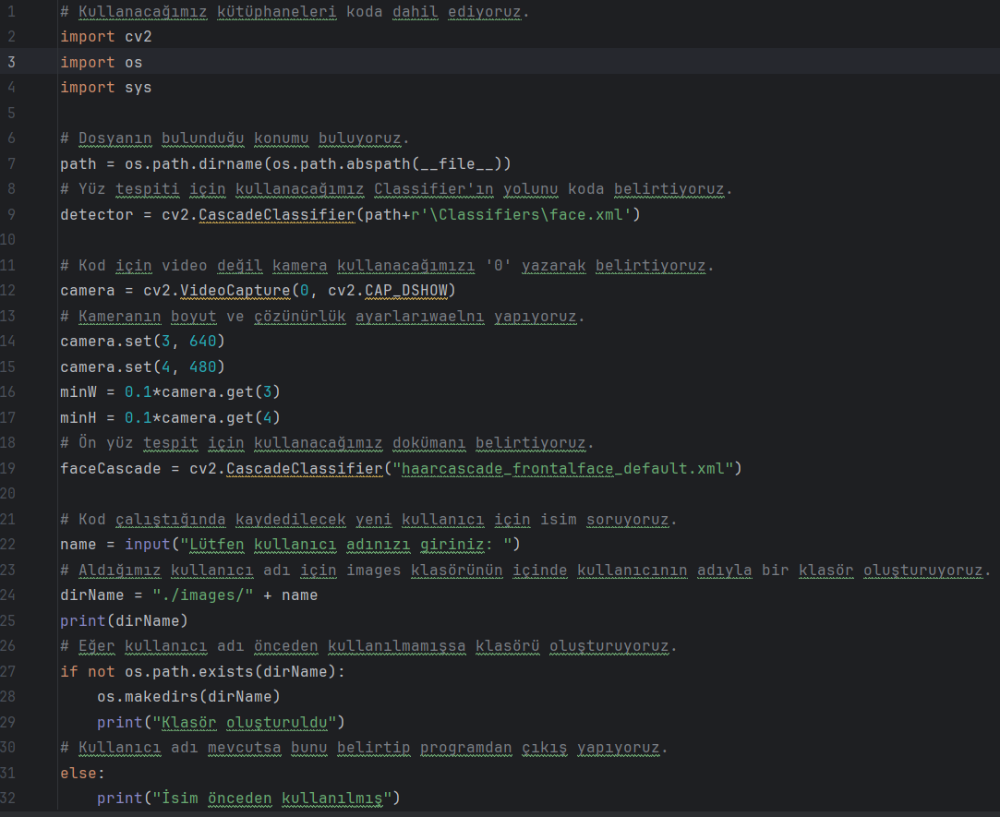 1 # Kullanacağımız kütüphaneleri koda dahil ediyoruz.
2 import cv2
3 import os
4 import sys
5
6 # Dosyanın bulunduğu konumu buluyoruz.
7 path = os.path.dirname(os.path.abspath(__file__))
8 # Yüz tespiti için kullanacağımız Classifier'ın yolunu koda belirtiyoruz.
9 detector = cv2.CascadeClassifier(path+r'\Classifiers\face.xml')
10
11 # Kod için video değil kamera kullanacağımızı '0' yazarak belirtiyoruz.
12 camera = cv2.VideoCapture(0, cv2.CAP_DSHOW)
13 # Kameranın boyut ve çözünürlük ayarlarıwaelnı yapıyoruz.
14 camera.set(3, 640)
15 camera.set(4, 480)
16 minW = 0.1*camera.get(3)
17 minH = 0.1*camera.get(4)
18 # Ön yüz tespit için kullanacağımız dokümanı belirtiyoruz.
19 faceCascade = cv2.CascadeClassifier("haarcascade_frontalface_default.xml")
20
21 # Kod çalıştığında kaydedilecek yeni kullanıcı için isim soruyoruz.
22 name = input("Lütfen kullanıcı adınızı giriniz: ")
23 # Aldığımız kullanıcı adı için images klasörünün içinde kullanıcının adıyla bir klasör oluşturuyoruz.
24 dirName = "./images/" + name
25 print(dirName)
26 # Eğer kullanıcı adı önceden kullanılmamışsa klasörü oluşturuyoruz.
27 if not os.path.exists(dirName):
28     os.makedirs(dirName)
29     print("Klasör oluşturuldu")
30 # Kullanıcı adı mevcutsa bunu belirtip programdan çıkış yapıyoruz.
31 else:
32     print("İsim önceden kullanılmış")